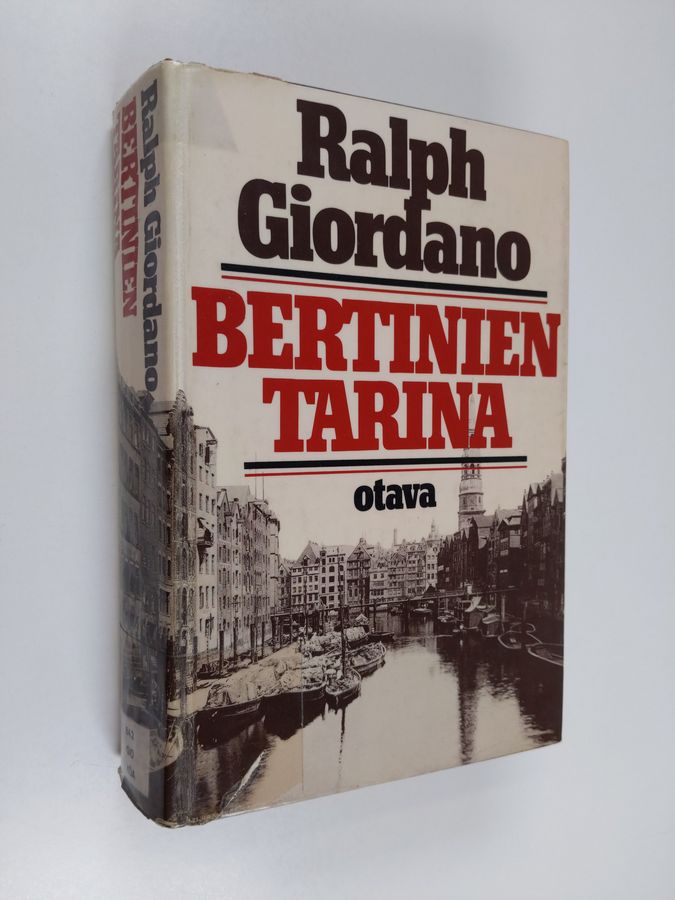 Ralph
Giordano
BERTINIEN
TARINA
otava
Ralph Giordano
BERTINIEN